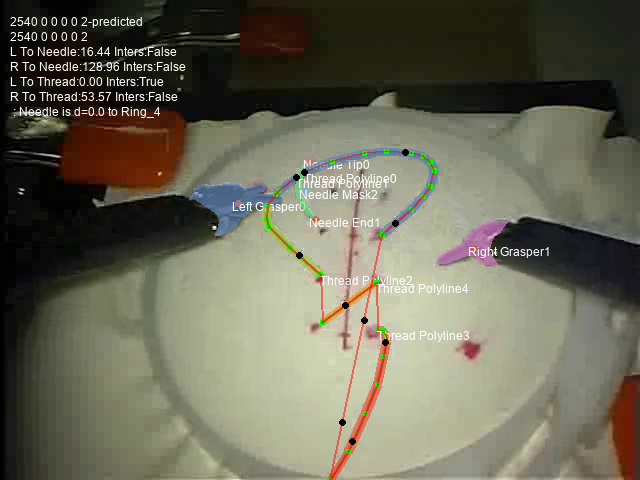 2540 0 0 0 0 2-predicted
2540 0 0 0 0 2
L To Needle:16.44 Inters:False
R To Needle:128.96 Inters:False
L To Thread:0.00 Inters:True
R To Thread:53.57 Inters:False
: Needle is d=0.0 to Ring_4
Needle Tip0
Thread Polyline0
Thread Polyline1
Needle Mask2
Left Grasper0
Needle End1
Right Grasper1
Thread Polyline2
Thread Polyline4
Thread Polyline3